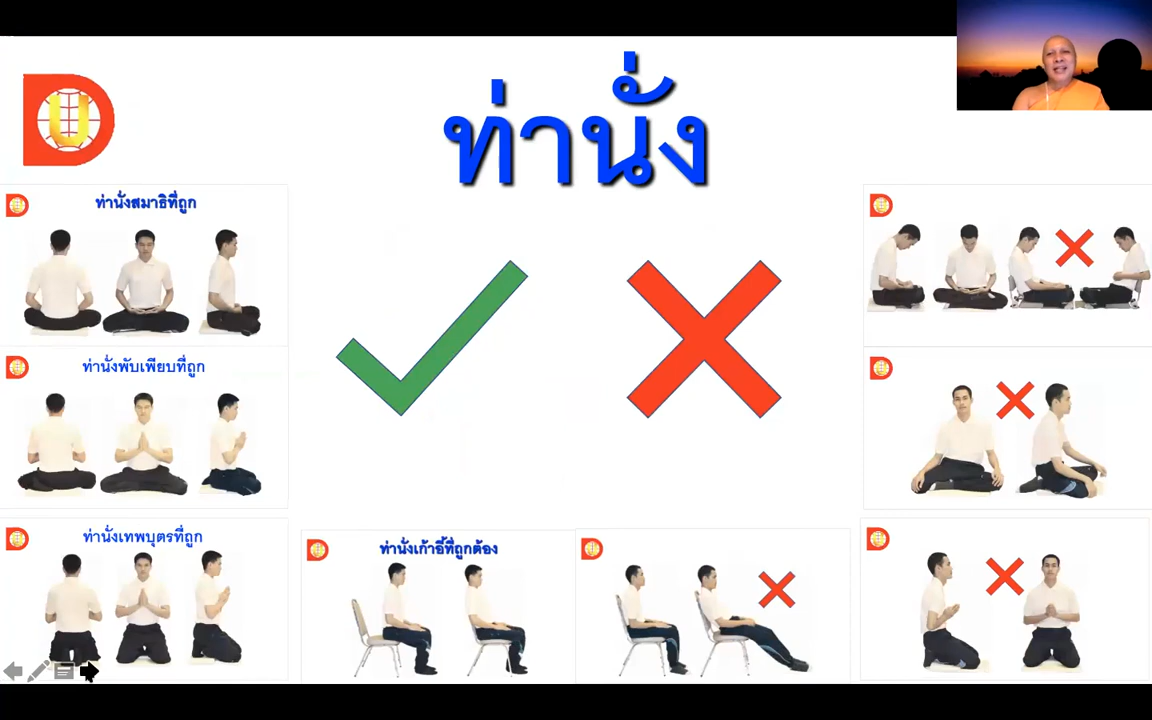 ท่านั่ง
ท่านั่งสมาธิที่ถูก
ท่านั่งพับเพียบที่ถูก
ท่านั่งเทพบุตรที่ถูก
ท่านั่งเก้าอี้ที่ถูกต้อง